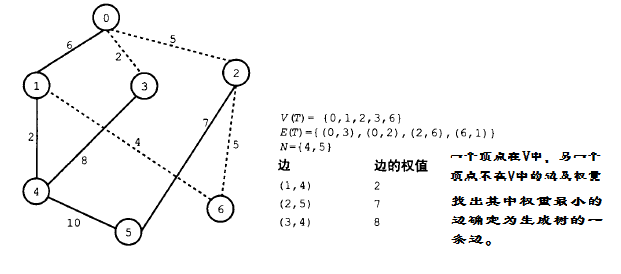 0
6
2
5
1
3
2
7
2
4
5
8
4
6
10
5
V(T)= {0,1,2,3,6}
E(T)={(0,3),(0,2),(2,6),(6,1)}
N={4,5}
边 边的权值
(1,4) 2
(2,5) 7
(3,4) 8
一个顶点在V中，另一个
顶点不在V中的边及权重
找出其中权重最小的
边确定为生成树的一
条边。